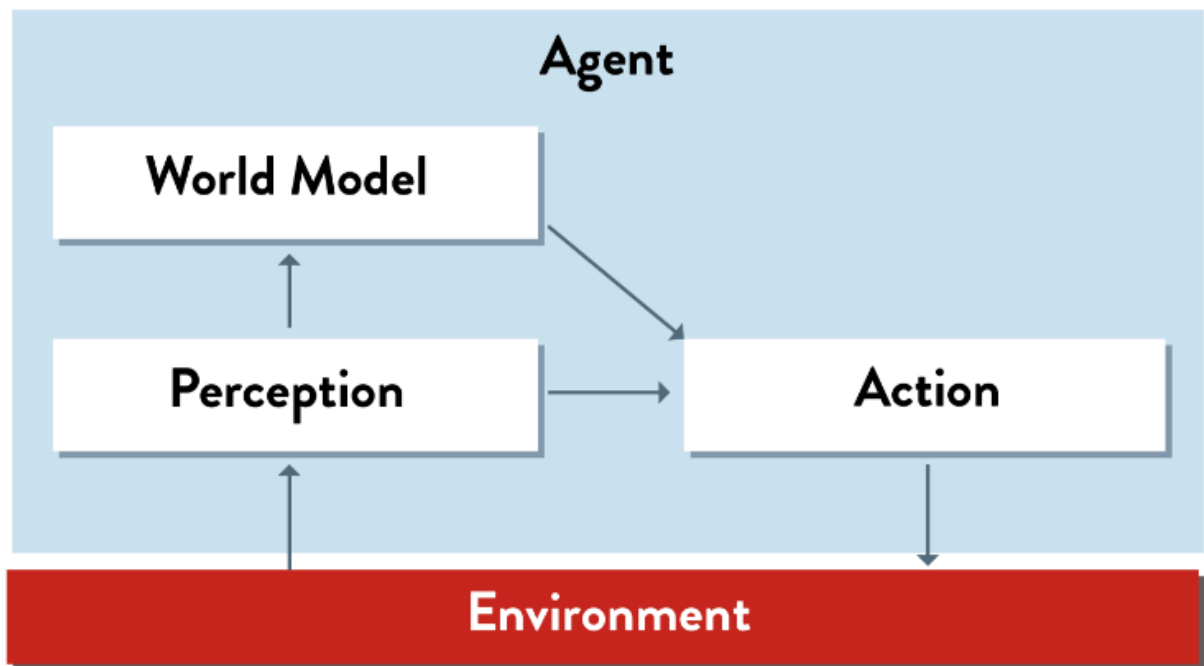 Agent
World Model
Perception
Action
Environment